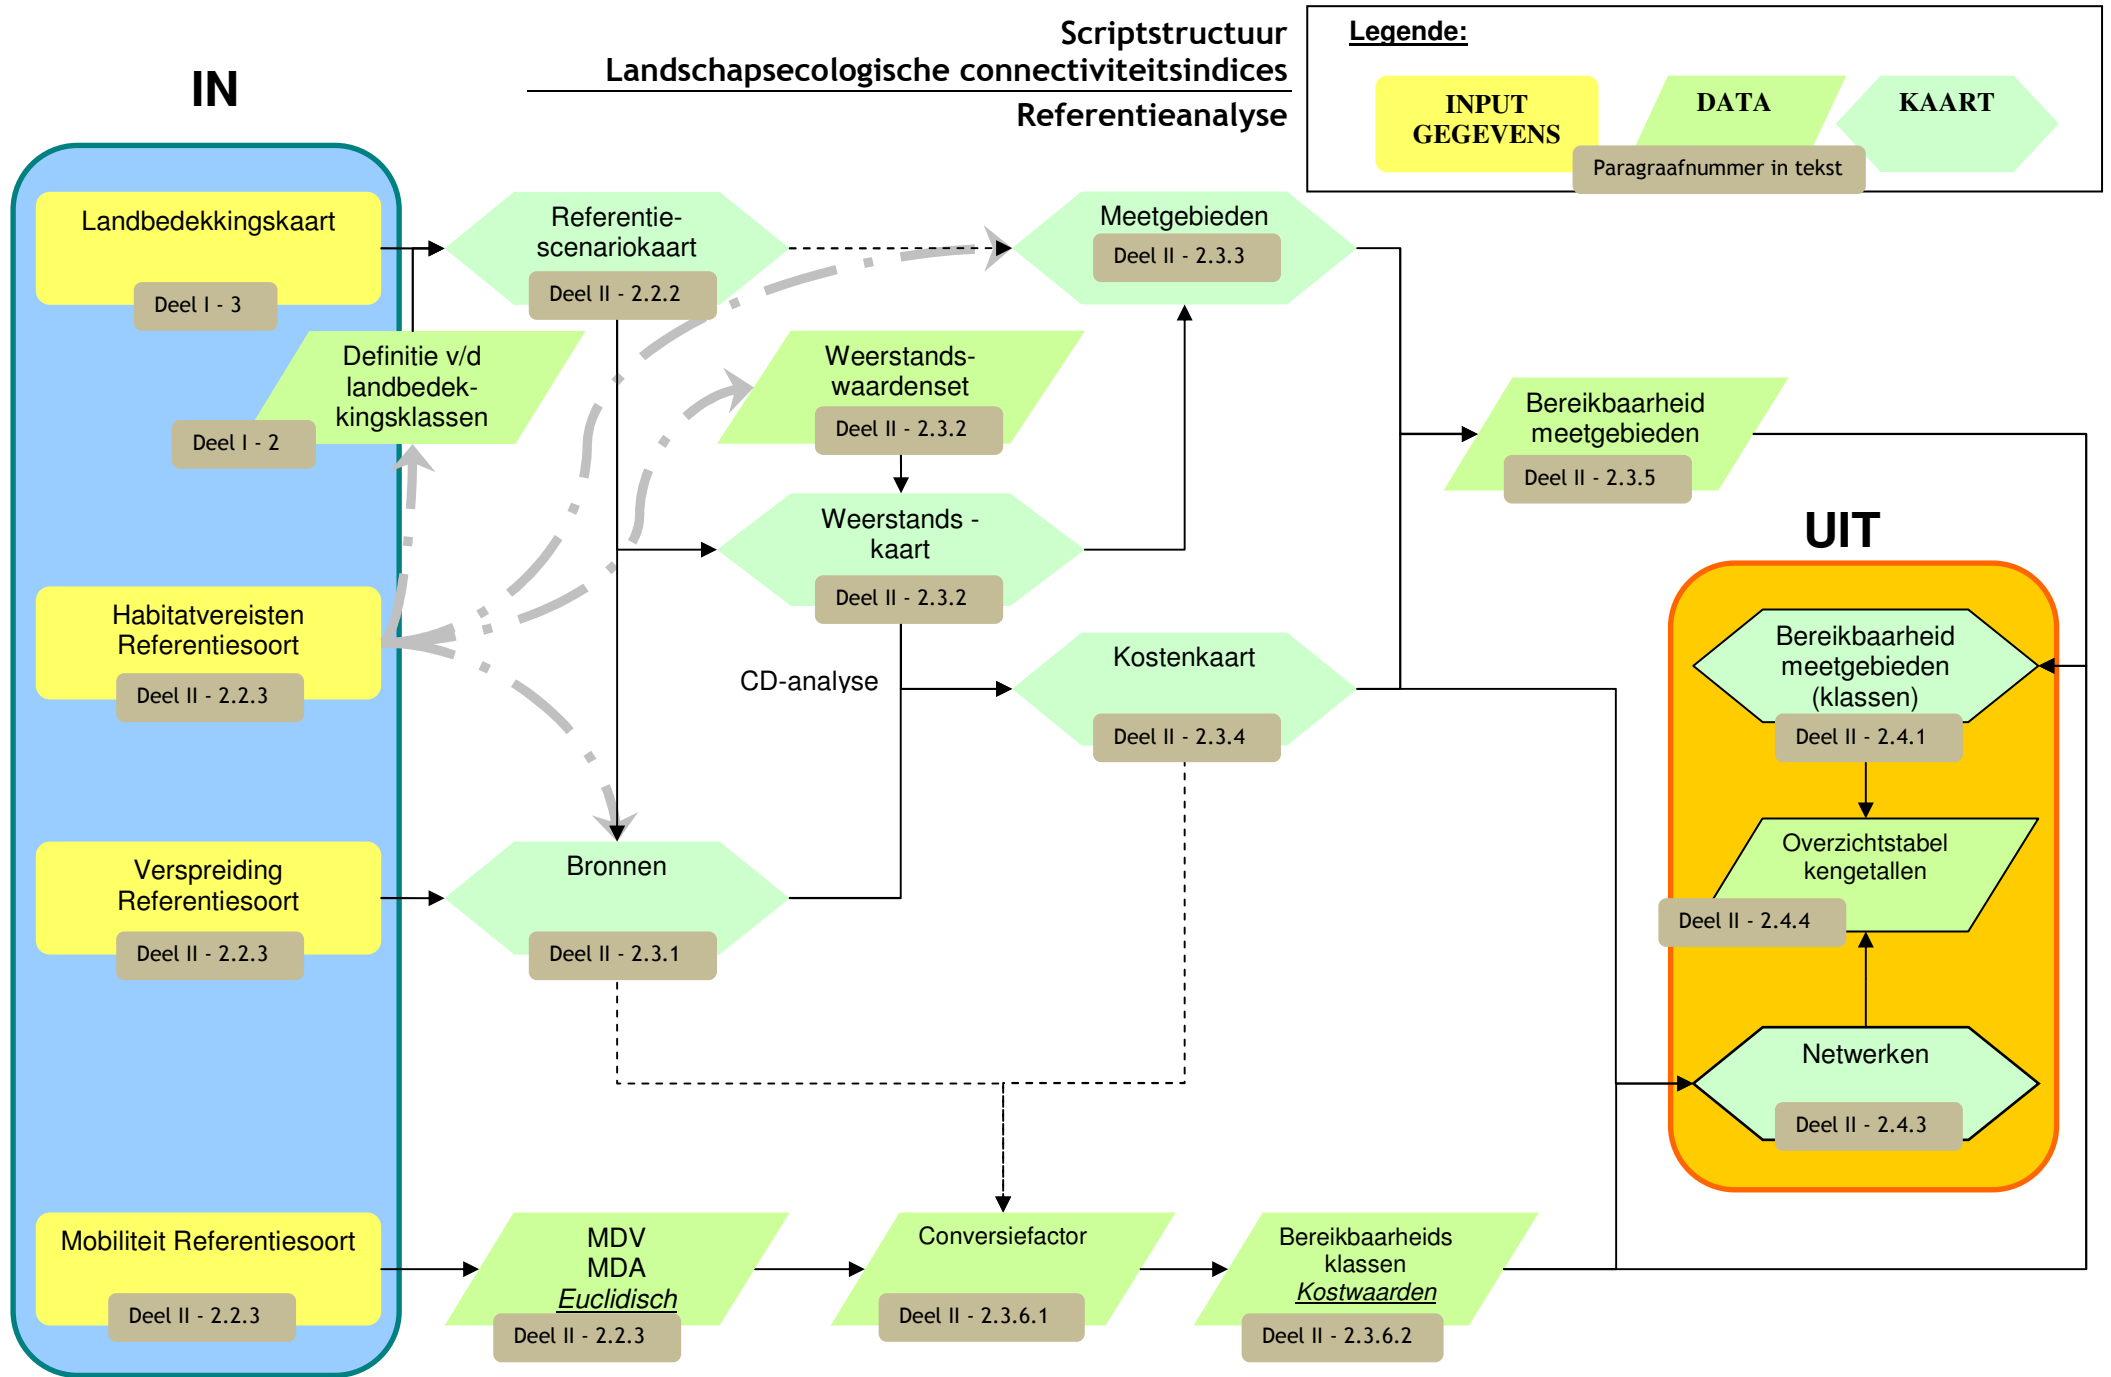 Scriptstructuur
Landschapsecologische connectiviteitsindices
Referentieanalyse
Legende:
INPUT
GEGEVENS
DATA
KAART
Paragraafnummer in tekst
IN
Landbedekkingskaart
Deel I - 3
Referentie-
scenariokaart
Deel II - 2.2.2
Meetgebieden
Deel II - 2.3.3
Definitie v/d
landbedek-
kingsklassen
Deel I - 2
Weerstands-
waardenset
Deel II - 2.3.2
Bereikbaarheid
meetgebieden
Deel II - 2.3.5
Weerstands -
kaart
Deel II - 2.3.2
UIT
Habitatvereisten
Referentiesoort
Deel II - 2.2.3
CD-analyse
Kostenkaart
Deel II - 2.3.4
Bereikbaarheid
meetgebieden
(klassen)
Deel II - 2.4.1
Verspreiding
Referentiesoort
Deel II - 2.2.3
Bronnen
Deel II - 2.3.1
Overzichtstabel
kengetallen
Deel II - 2.4.4
Netwerken
Deel II - 2.4.3
Mobiliteit Referentiesoort
Deel II - 2.2.3
MDV
MDA
Euclidisch
Deel II - 2.2.3
Conversiefactor
Deel II - 2.3.6.1
Bereikbaarheids
klassen
Kostwaarden
Deel II - 2.3.6.2